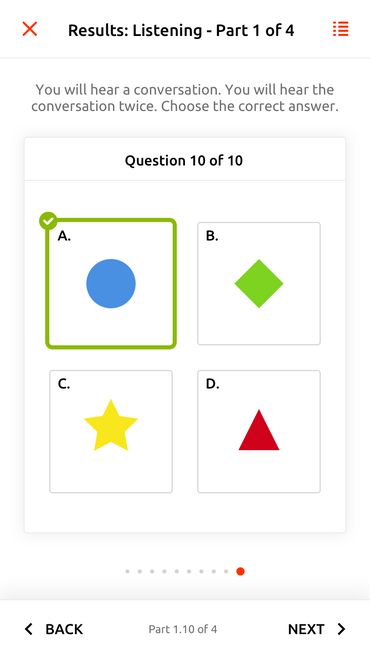 Results: Listening - Part 1 of 4
You will hear a conversation. You will hear the
conversation twice. Choose the correct answer.
Question 10 of 10
A.
B.
C.
D.
BACK
Part 1.10 of 4
NEXT